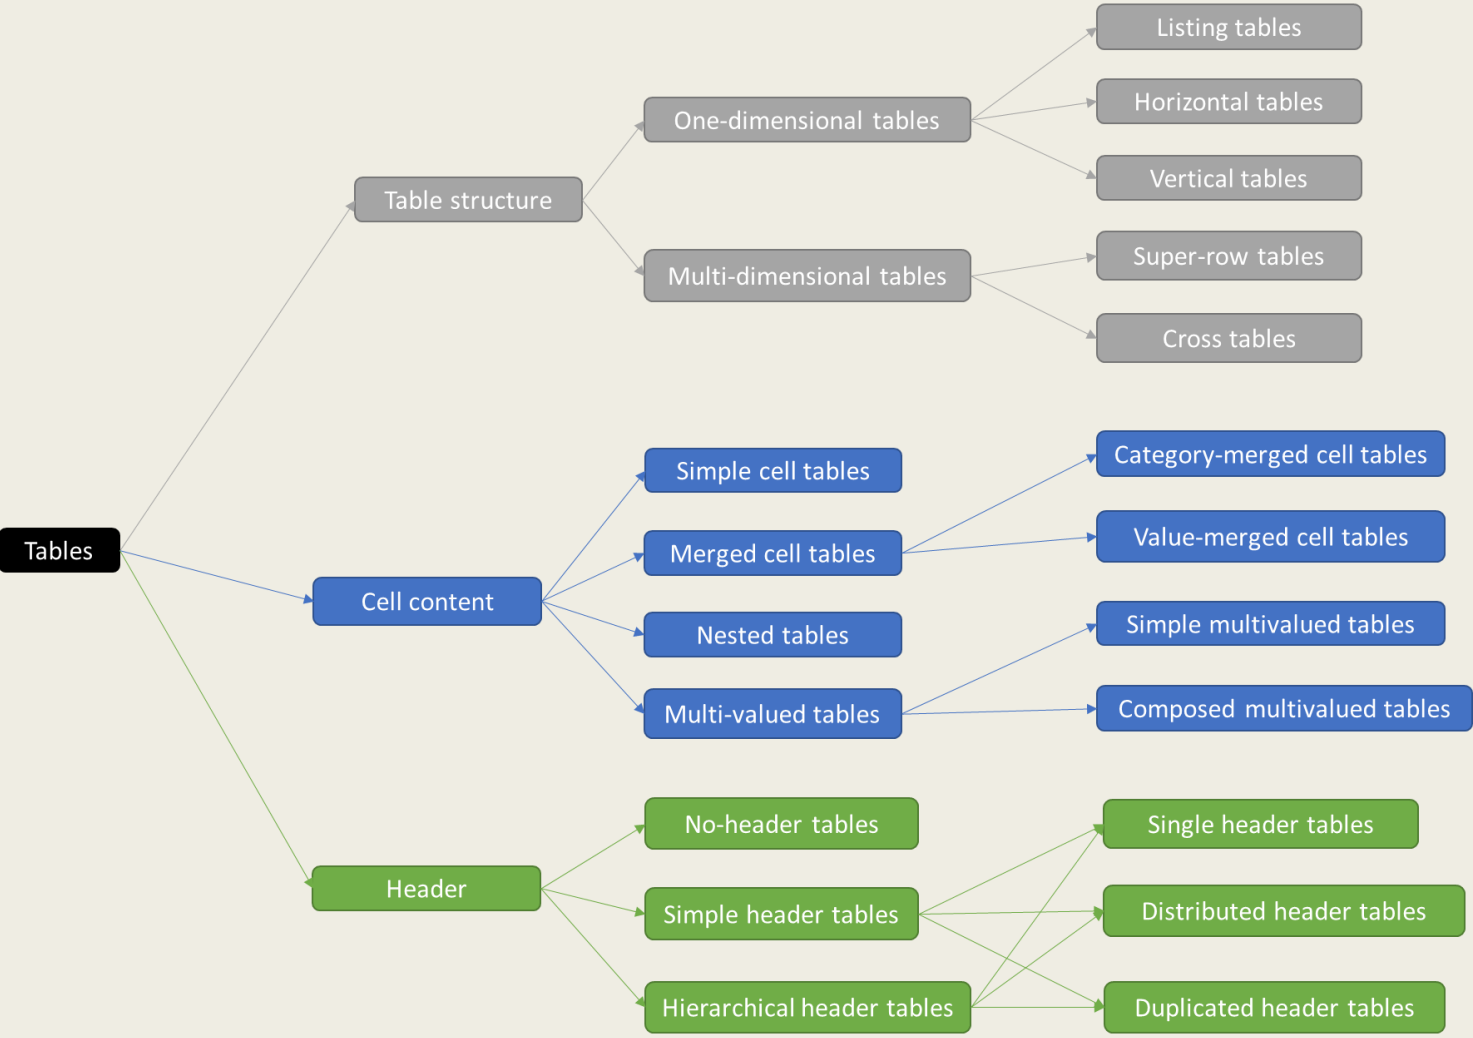 Tables
Table structure
One-dimensional tables
Listing tables
Horizontal tables
Vertical tables
Multi-dimensional tables
Super-row tables
Cross tables
Cell content
Simple cell tables
Merged cell tables
Category-merged cell tables
Value-merged cell tables
Nested tables
Multi-valued tables
Simple multivalued tables
Composed multivalued tables
Header
No-header tables
Simple header tables
Hierarchical header tables
Single header tables
Distributed header tables
Duplicated header tables